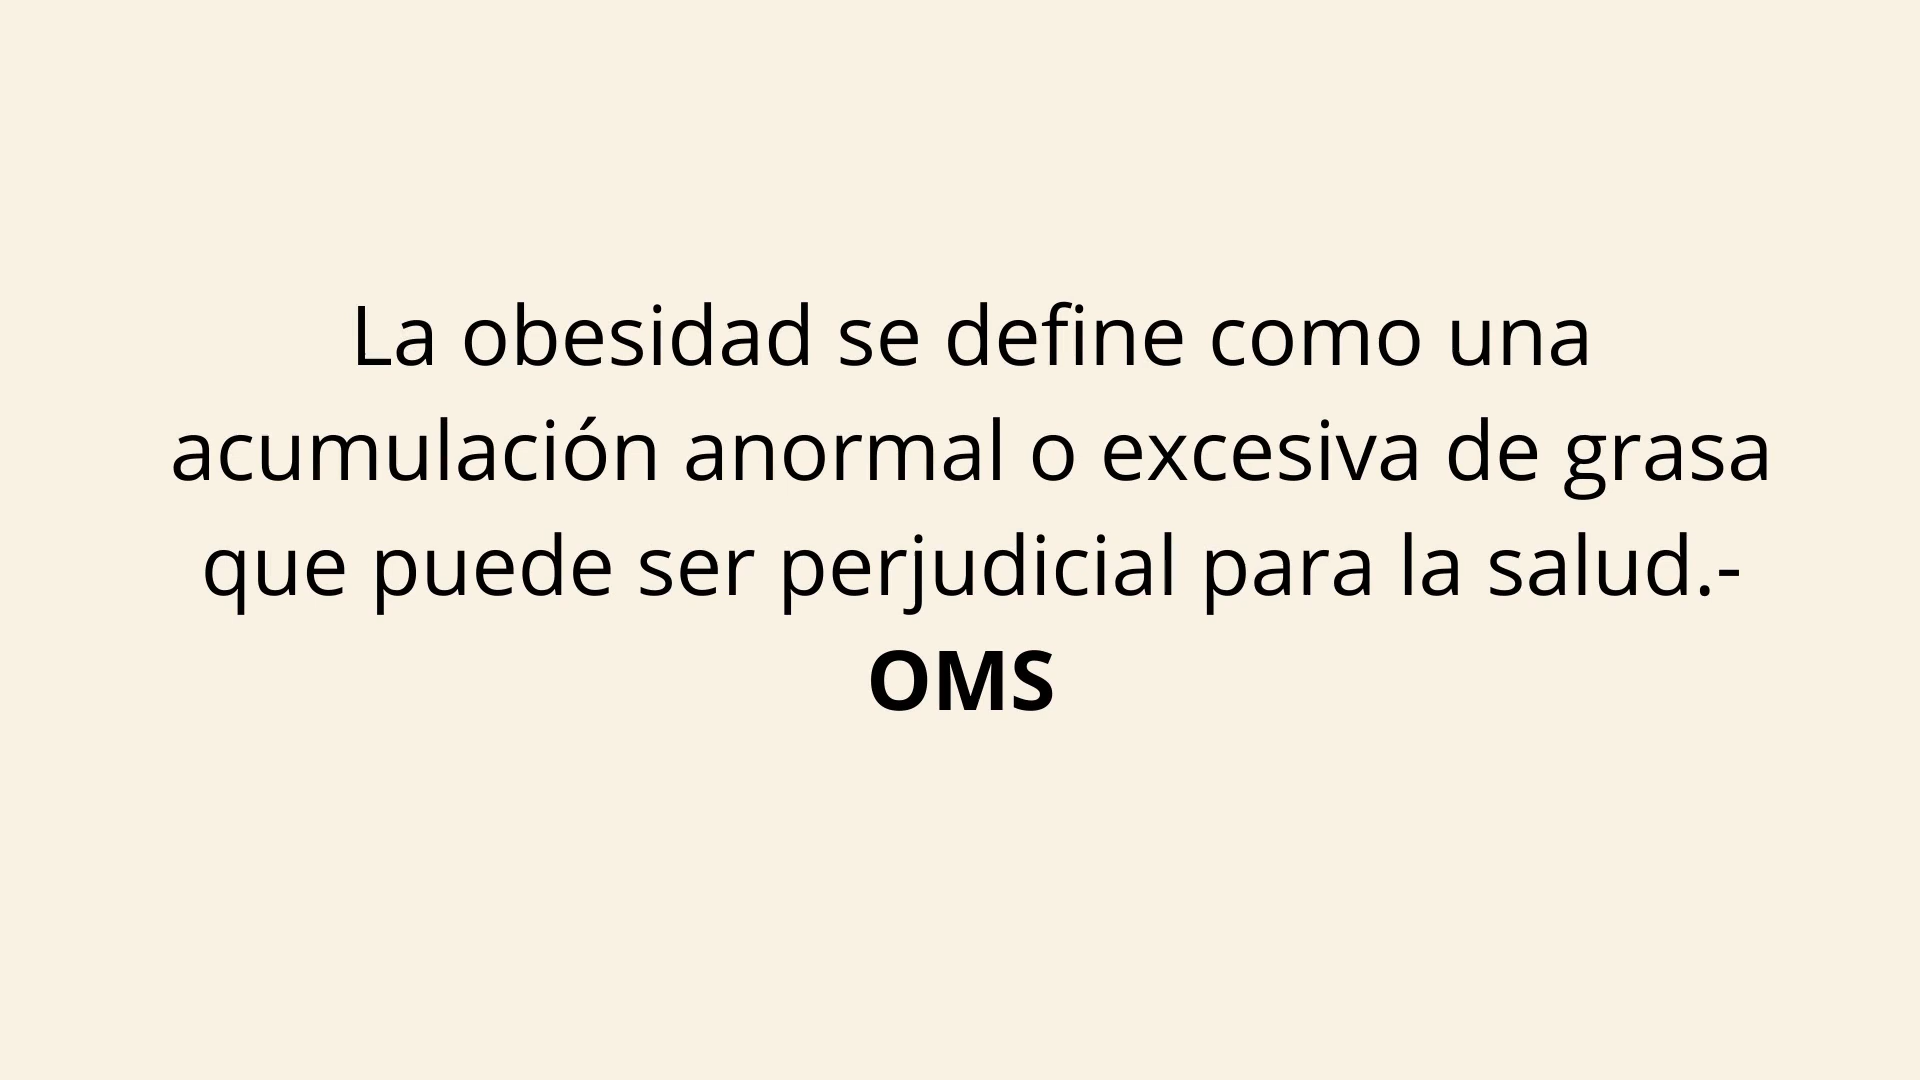 La obesidad se define como una
acumulación anormal o excesiva de grasa
que puede ser perjudicial para la salud.-
OMS